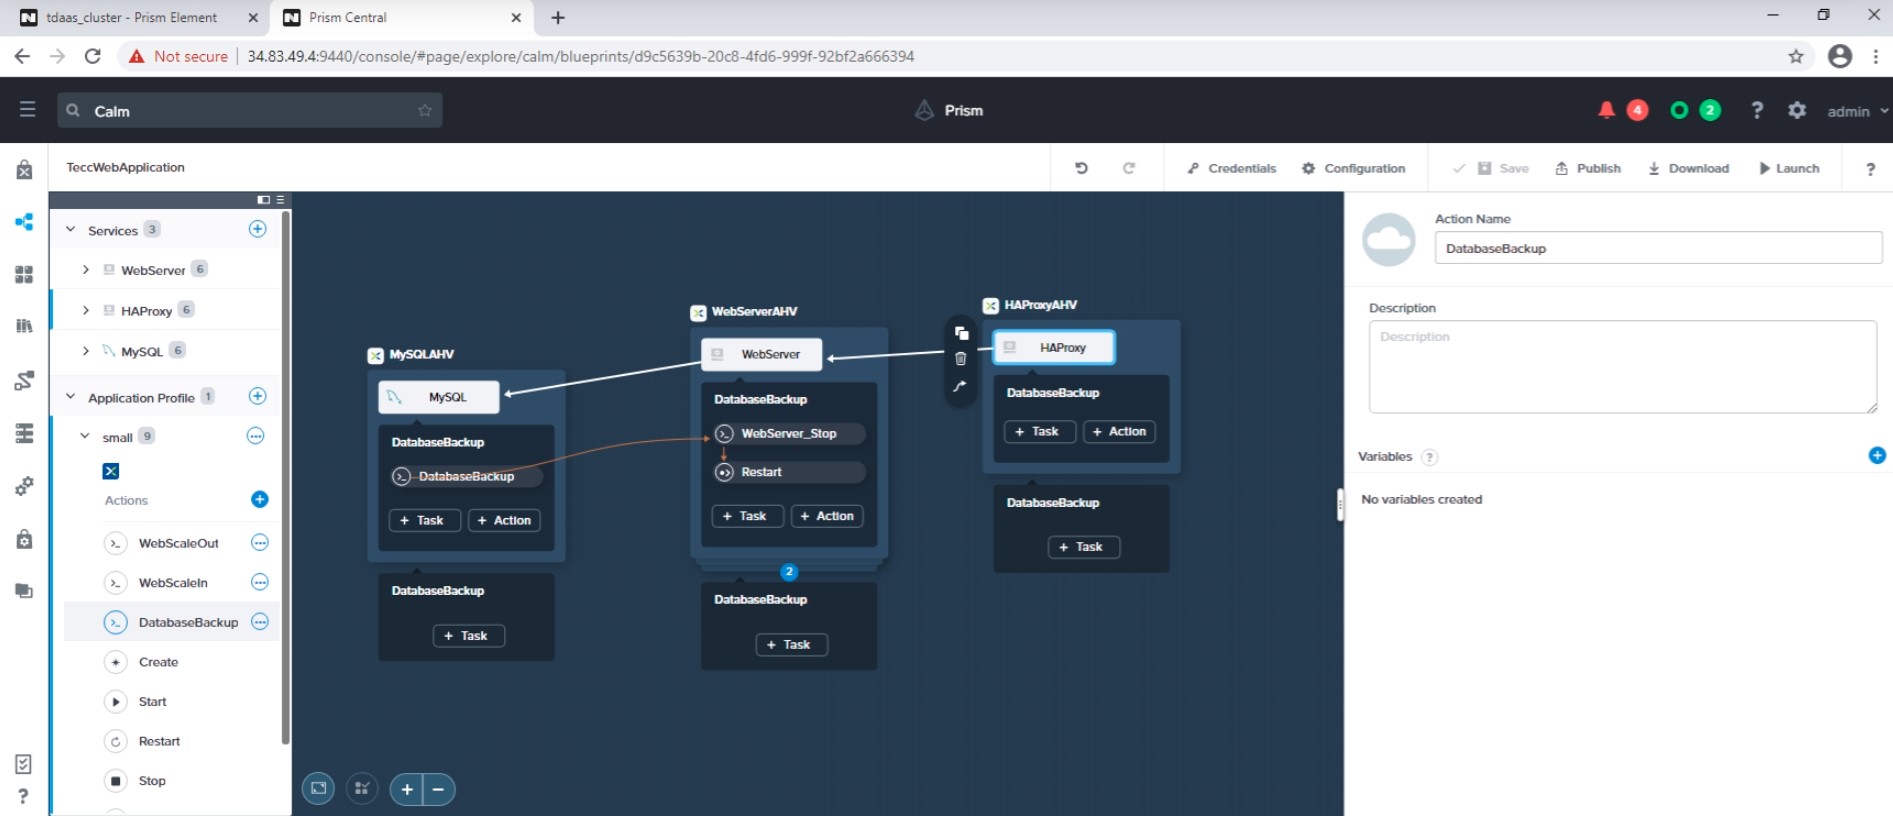 tdaas_cluster - Prism Element
Prism Central
Not secure
34.83.49.4:9440/console/#page/explore/calm/blueprints/d9c5639b-20c8-4fd6-999f-92bf2a666394
Calm
Prism
4
2
?
admin
TeccWebApplication
Credentials
Configuration
Save
Publish
Download
Launch
?
Services 3
WebServer 6
HAProxy 6
MySQL 6
Application Profile 1
small 9
Actions
WebScaleOut
WebScaleIn
DatabaseBackup
Create
Start
Restart
Stop
?
MySQLAHV
MySQL
DatabaseBackup
DatabaseBackup
+ Task
+ Action
DatabaseBackup
+ Task
WebServerAHV
WebServer
DatabaseBackup
WebServer_Stop
Restart
+ Task
+ Action
2
DatabaseBackup
+ Task
HAProxyAHV
HAProxy
DatabaseBackup
+ Task
+ Action
DatabaseBackup
+ Task
Action Name
DatabaseBackup
Description
Description
Variables ?
No variables created